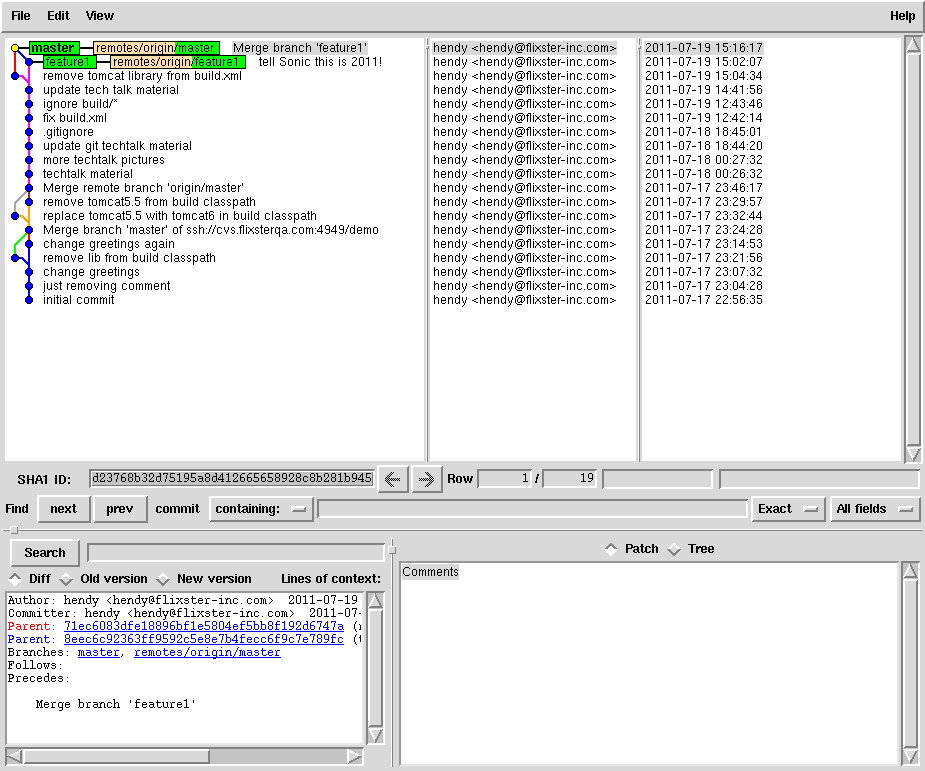 File Edit View Help
master remotes/origin/master Merge branch 'feature1' hendy <hendy@flixster-inc.com> 2011-07-19 15:16:17
feature1 remotes/origin/feature1 tell Sonic this is 2011! hendy <hendy@flixster-inc.com> 2011-07-19 15:02:07
remove tomcat library from build.xml hendy <hendy@flixster-inc.com> 2011-07-19 15:04:34
update tech talk material hendy <hendy@flixster-inc.com> 2011-07-19 14:41:56
ignore build/* hendy <hendy@flixster-inc.com> 2011-07-19 12:43:46
fix build.xml hendy <hendy@flixster-inc.com> 2011-07-19 12:42:14
.gitignore hendy <hendy@flixster-inc.com> 2011-07-18 18:45:01
update git techtalk material hendy <hendy@flixster-inc.com> 2011-07-18 18:44:20
more techtalk pictures hendy <hendy@flixster-inc.com> 2011-07-18 00:27:32
techtalk material hendy <hendy@flixster-inc.com> 2011-07-18 00:26:32
Merge remote branch 'origin/master' hendy <hendy@flixster-inc.com> 2011-07-17 23:46:17
remove tomcat5.5 from build classpath hendy <hendy@flixster-inc.com> 2011-07-17 23:29:57
replace tomcat5.5 with tomcat6 in build classpath hendy <hendy@flixster-inc.com> 2011-07-17 23:32:44
Merge branch 'master' of ssh://cvs.flixsterqa.com:4949/demo hendy <hendy@flixster-inc.com> 2011-07-17 23:24:28
change greetings again hendy <hendy@flixster-inc.com> 2011-07-17 23:14:53
remove lib from build classpath hendy <hendy@flixster-inc.com> 2011-07-17 23:21:56
change greetings hendy <hendy@flixster-inc.com> 2011-07-17 23:07:32
just removing comment hendy <hendy@flixster-inc.com> 2011-07-17 23:04:28
initial commit hendy <hendy@flixster-inc.com> 2011-07-17 22:56:35
SHA1 ID: d23768b32d75195a8d412665658928c8b281b945 Row 1 / 19
Find next prev commit containing: Exact All fields
Search Patch Tree
Diff Old version New version Lines of context:
Comments
Author: hendy <hendy@flixster-inc.com> 2011-07-19
Committer: hendy <hendy@flixster-inc.com> 2011-07-
Parent: 71ec6083dfe18896bf1e5804ef5bb8f192d6747a (r
Parent: 8eec6c92363ff9592c5e8e7b4fecc6f9c7e789fc (t
Branches: master, remotes/origin/master
Follows:
Precedes:
Merge branch 'feature1'